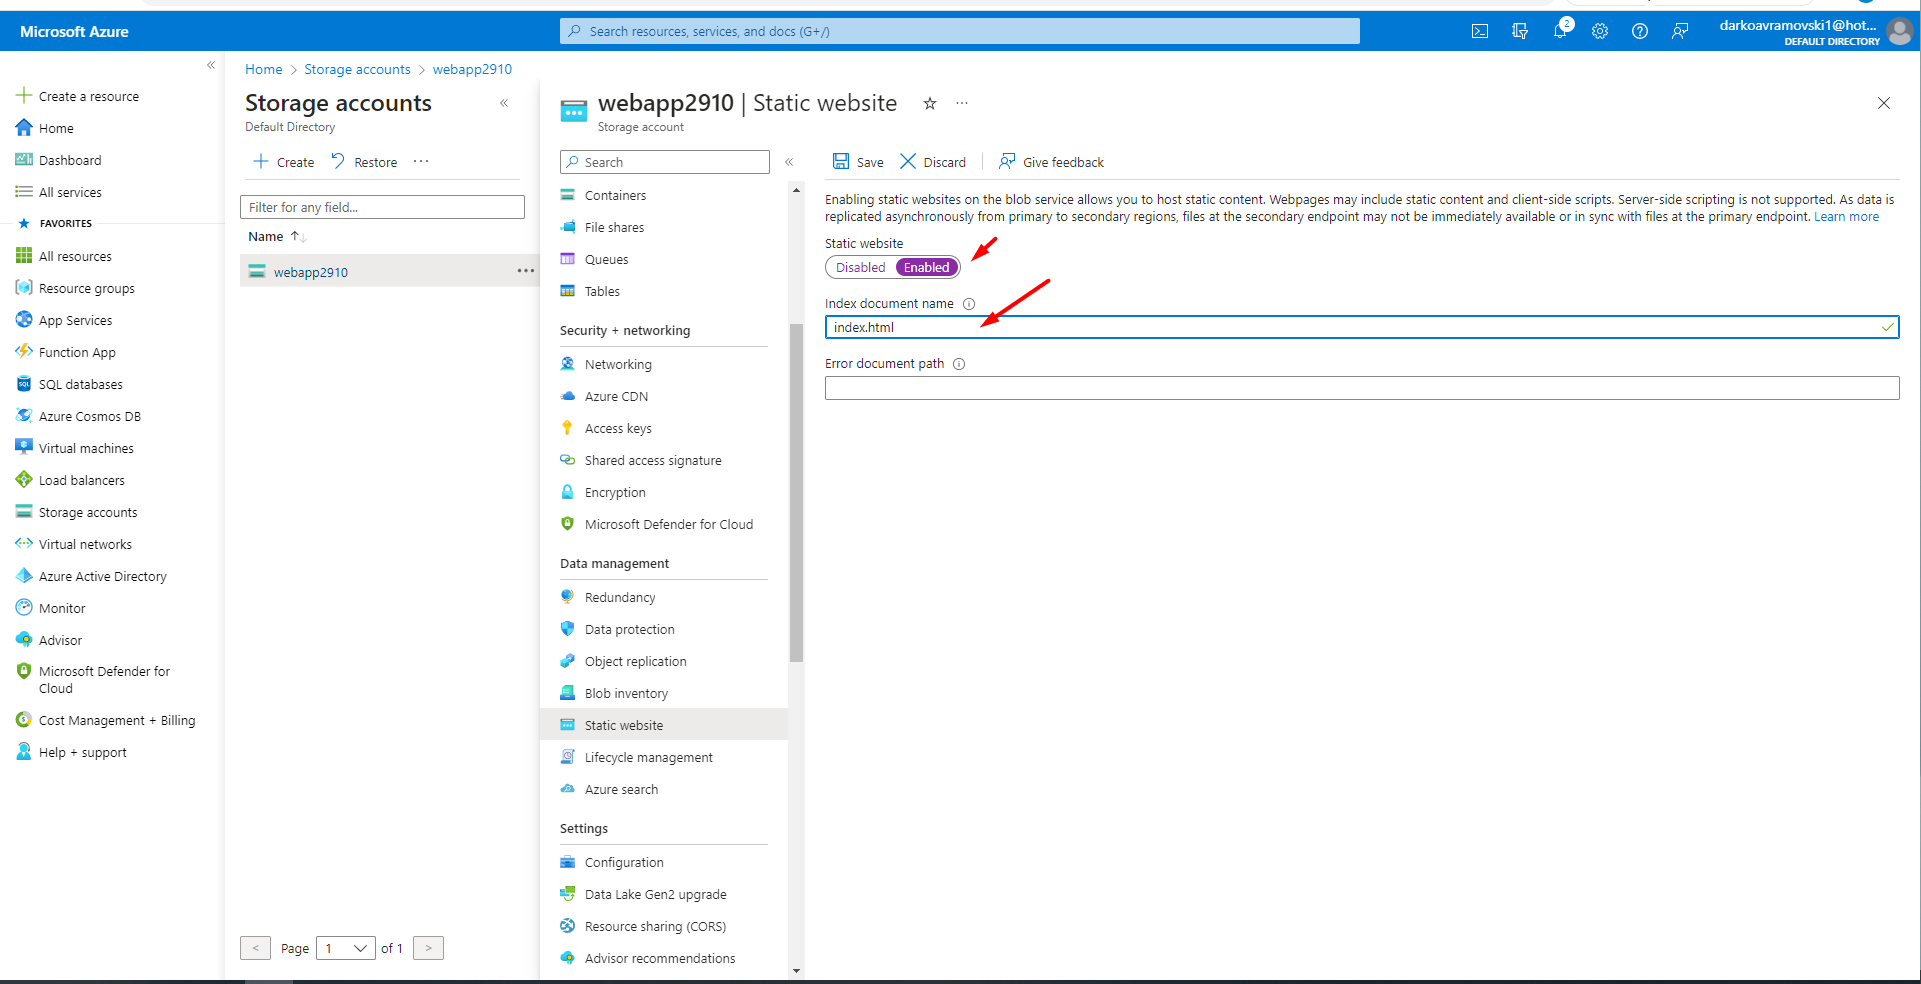 Microsoft Azure
Search resources, services, and docs (G+/)
2
darkoavramovski1@hot...
DEFAULT DIRECTORY
Create a resource
Home
Dashboard
All services
FAVORITES
All resources
Resource groups
App Services
Function App
SQL databases
Azure Cosmos DB
Virtual machines
Load balancers
Storage accounts
Virtual networks
Azure Active Directory
Monitor
Advisor
Microsoft Defender for
Cloud
Cost Management + Billing
Help + support
Home > Storage accounts > webapp2910
Storage accounts
Default Directory
Create
Restore
...
Filter for any field...
Name
webapp2910
...
< Page 1 of 1 >
webapp2910 | Static website
...
Storage account
Search
Containers
File shares
Queues
Tables
Security + networking
Networking
Azure CDN
Access keys
Shared access signature
Encryption
Microsoft Defender for Cloud
Data management
Redundancy
Data protection
Object replication
Blob inventory
Static website
Lifecycle management
Azure search
Settings
Configuration
Data Lake Gen2 upgrade
Resource sharing (CORS)
Advisor recommendations
Save
Discard
Give feedback
Enabling static websites on the blob service allows you to host static content. Webpages may include static content and client-side scripts. Server-side scripting is not supported. As data is
replicated asynchronously from primary to secondary regions, files at the secondary endpoint may not be immediately available or in sync with files at the primary endpoint. Learn more
Static website
Disabled Enabled
Index document name
index.html
Error document path